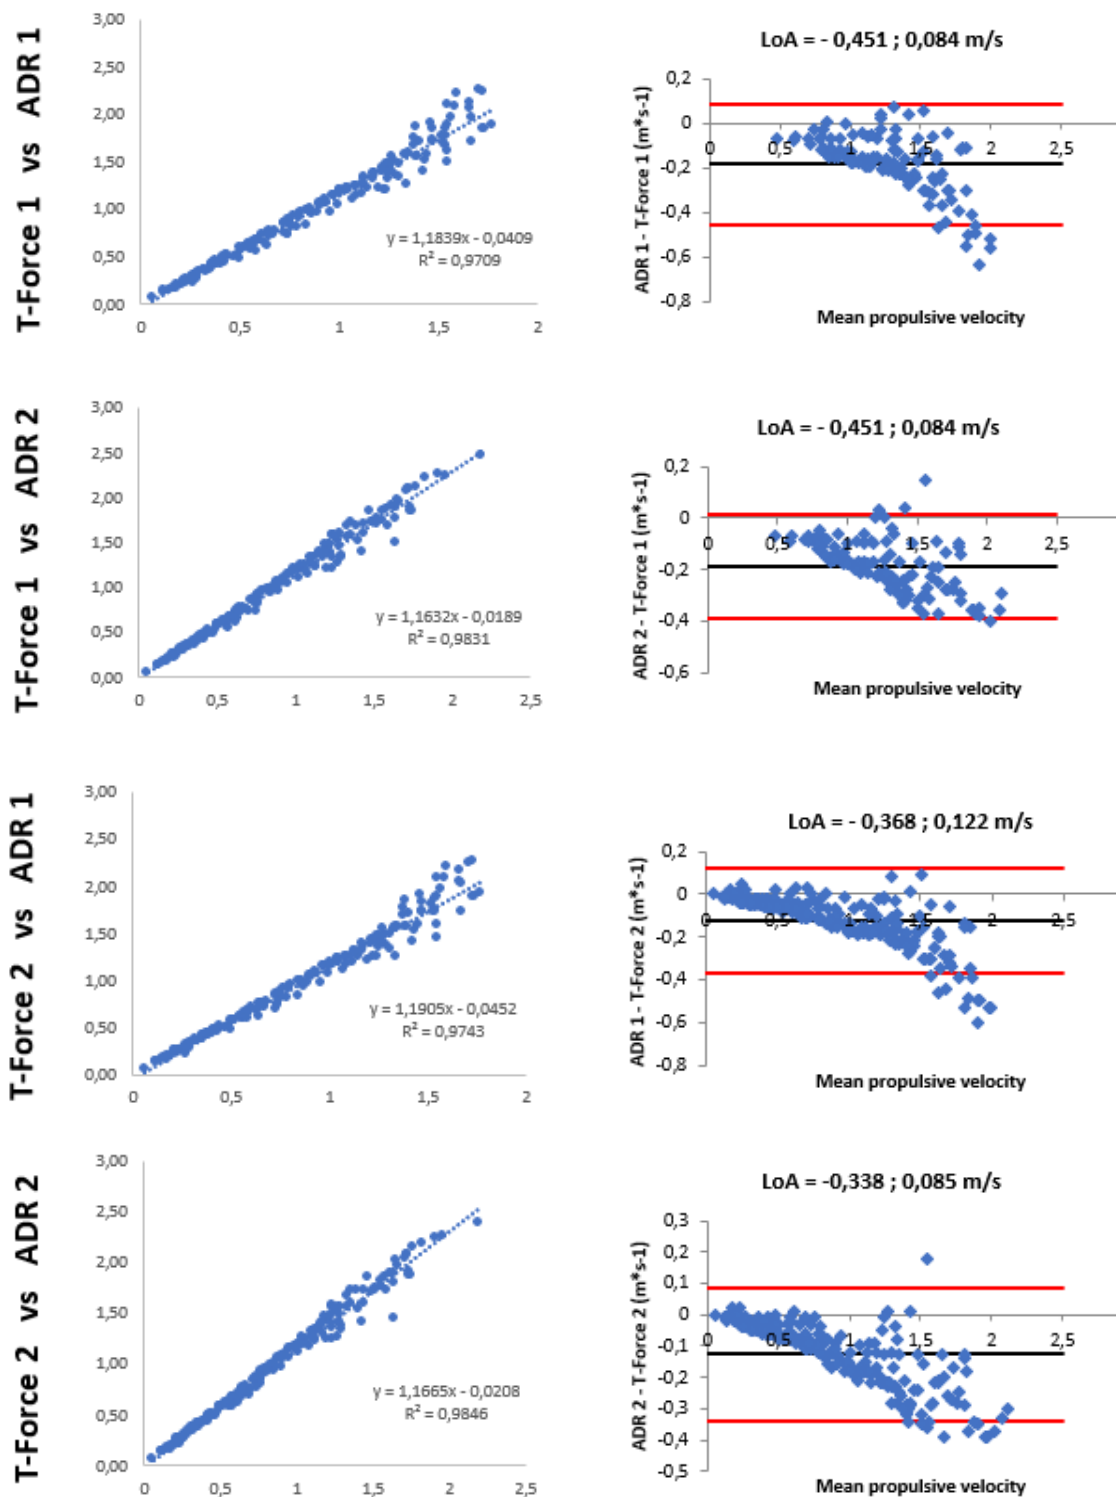 T-Force 1 vs ADR 1
3,00
2,50
2,00
1,50
1,00
0,50
0,00
0 0,5 1 1,5 2
y = 1,1839x - 0,0409
R² = 0,9709
LoA = - 0,451 ; 0,084 m/s
ADR 1 - T-Force 1 (m*s-1)
0,2
0
-0,2
-0,4
-0,6
-0,8
0 0,5 1 1,5 2 2,5
Mean propulsive velocity
T-Force 1 vs ADR 2
3,00
2,50
2,00
1,50
1,00
0,50
0,00
0 0,5 1 1,5 2 2,5
y = 1,1632x - 0,0189
R² = 0,9831
LoA = - 0,451 ; 0,084 m/s
ADR 2 - T-Force 1 (m*s-1)
0,2
0
-0,2
-0,4
-0,6
0 0,5 1 1,5 2 2,5
Mean propulsive velocity
T-Force 2 vs ADR 1
3,00
2,50
2,00
1,50
1,00
0,50
0,00
0 0,5 1 1,5 2
y = 1,1905x - 0,0452
R² = 0,9743
LoA = - 0,368 ; 0,122 m/s
ADR 1 - T-Force 2 (m*s-1)
0,2
0
-0,2
-0,4
-0,6
-0,8
0 0,5 1 1,5 2 2,5
Mean propulsive velocity
T-Force 2 vs ADR 2
3,00
2,50
2,00
1,50
1,00
0,50
0,00
0 0,5 1 1,5 2 2,5
y = 1,1665x - 0,0208
R² = 0,9846
LoA = -0,338 ; 0,085 m/s
ADR 2 - T-Force 2 (m*s-1)
0,3
0,2
0,1
0
-0,1
-0,2
-0,3
-0,4
-0,5
0 0,5 1 1,5 2 2,5
Mean propulsive velocity